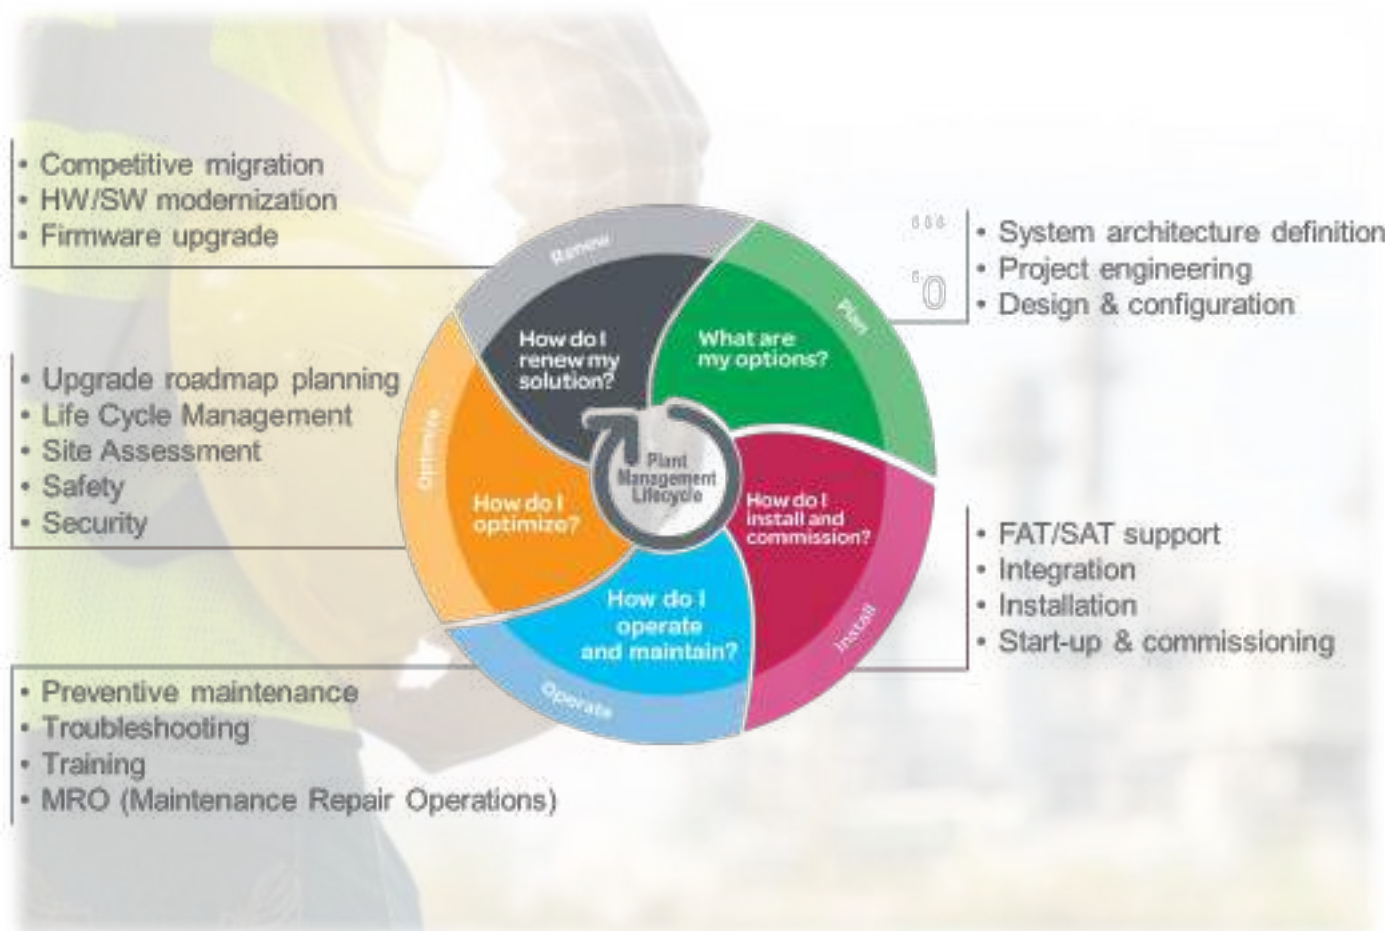 • Competitive migration
• HW/SW modernization
• Firmware upgrade
• Upgrade roadmap planning
• Life Cycle Management
• Site Assessment
• Safety
• Security
• Preventive maintenance
• Troubleshooting
• Training
• MRO (Maintenance Repair Operations)
Renew
How do I
renew my
solution?
Plan
What are
my options?
Optimize
How do I
optimize?
Plant
Management
Lifecycle
How do I
install and
commission?
Install
How do I
operate
and maintain?
Operate
• System architecture definition
• Project engineering
• Design & configuration
• FAT/SAT support
• Integration
• Installation
• Start-up & commissioning